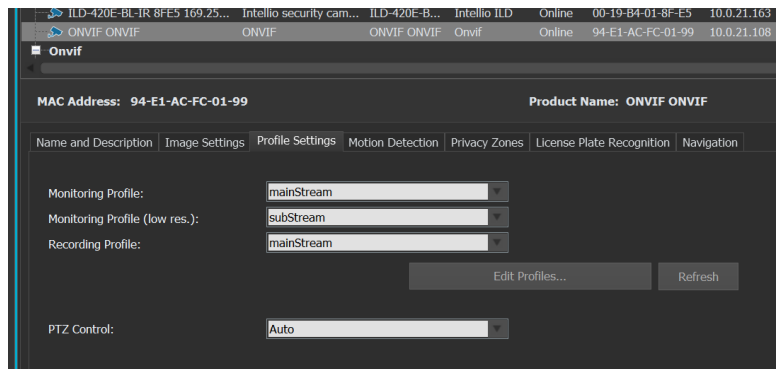 ILD-420E-BL-IR 8FE5 169.25... Intellio security cam... ILD-420E-B... Intellio ILD Online 00-19-B4-01-8F-E5 10.0.21.163
ONVIF ONVIF ONVIF ONVIF ONVIF Onvif Online 94-E1-AC-FC-01-99 10.0.21.108
Onvif
MAC Address: 94-E1-AC-FC-01-99 Product Name: ONVIF ONVIF
Name and Description Image Settings Profile Settings Motion Detection Privacy Zones License Plate Recognition Navigation
Monitoring Profile: mainStream
Monitoring Profile (low res.): subStream
Recording Profile: mainStream
Edit Profiles... Refresh
PTZ Control: Auto